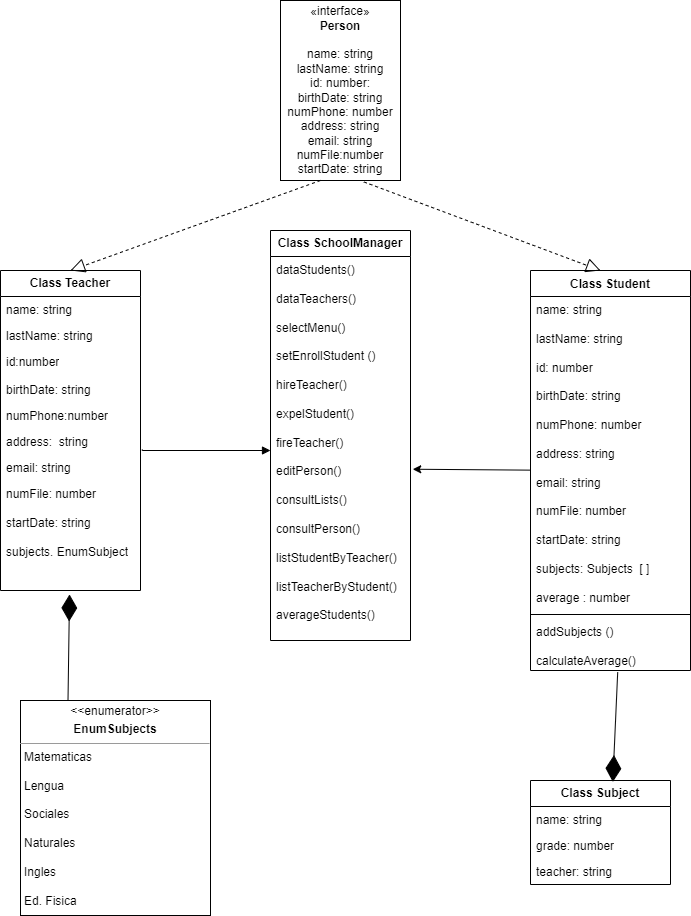 «interface»
Person
name: string
lastName: string
id: number:
birthDate: string
numPhone: number
address: string
email: string
numFile:number
startDate: string
Class SchoolManager
dataStudents()
dataTeachers()
selectMenu()
setEnrollStudent ()
hireTeacher()
expelStudent()
fireTeacher()
editPerson()
consultLists()
consultPerson()
listStudentByTeacher()
listTeacherByStudent()
averageStudents()
Class Teacher
name: string
lastName: string
id:number
birthDate: string
numPhone:number
address:  string
email: string
numFile: number
startDate: string
subjects. EnumSubject
Class Student
name: string
lastName: string
id: number
birthDate: string
numPhone: number
address: string
email: string
numFile: number
startDate: string
subjects: Subjects  [ ]
average : number
addSubjects ()
calculateAverage()
<<enumerator>>
EnumSubjects
Matematicas
Lengua
Sociales
Naturales
Ingles
Ed. Fisica
Class Subject
name: string
grade: number
teacher: string